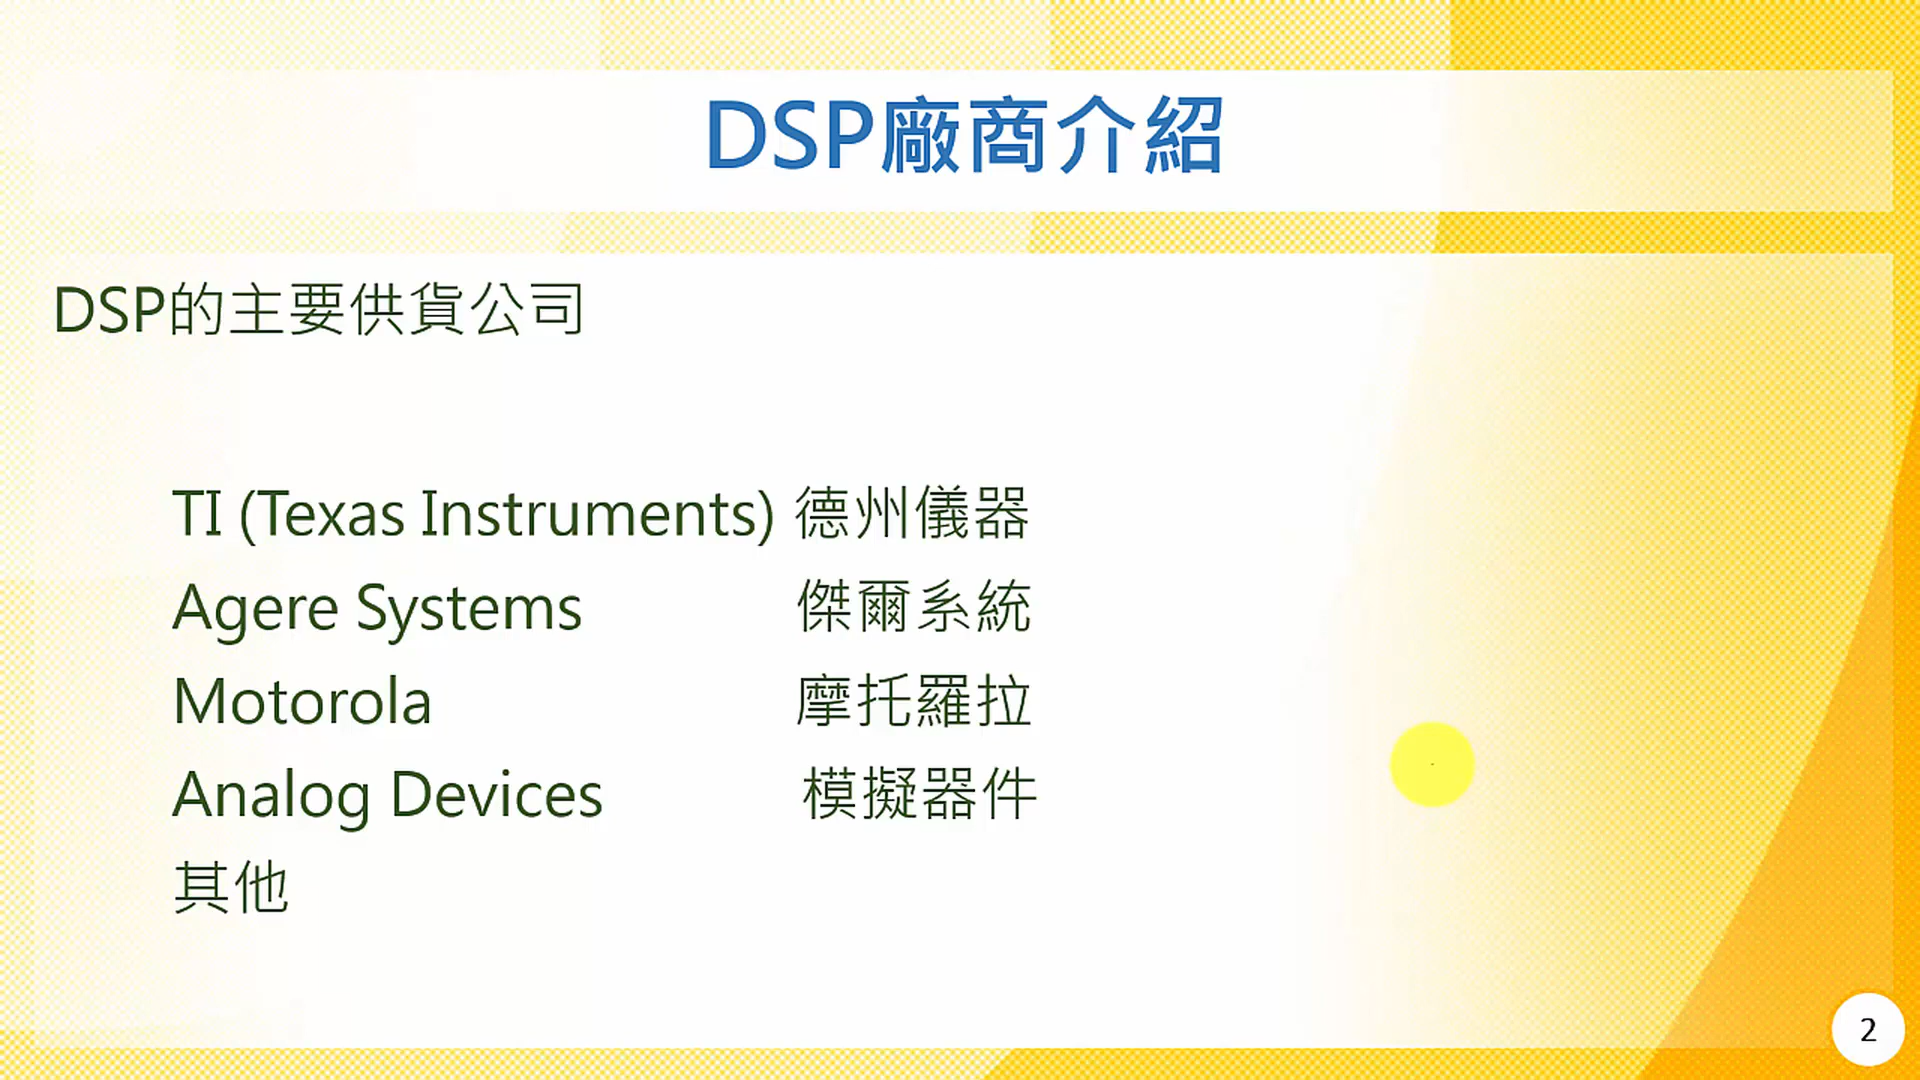 DSP廠商介紹
DSP的主要供貨公司
TI (Texas Instruments) 德州儀器
Agere Systems 傑爾系統
Motorola 摩托羅拉
Analog Devices 模擬器件
其他
2